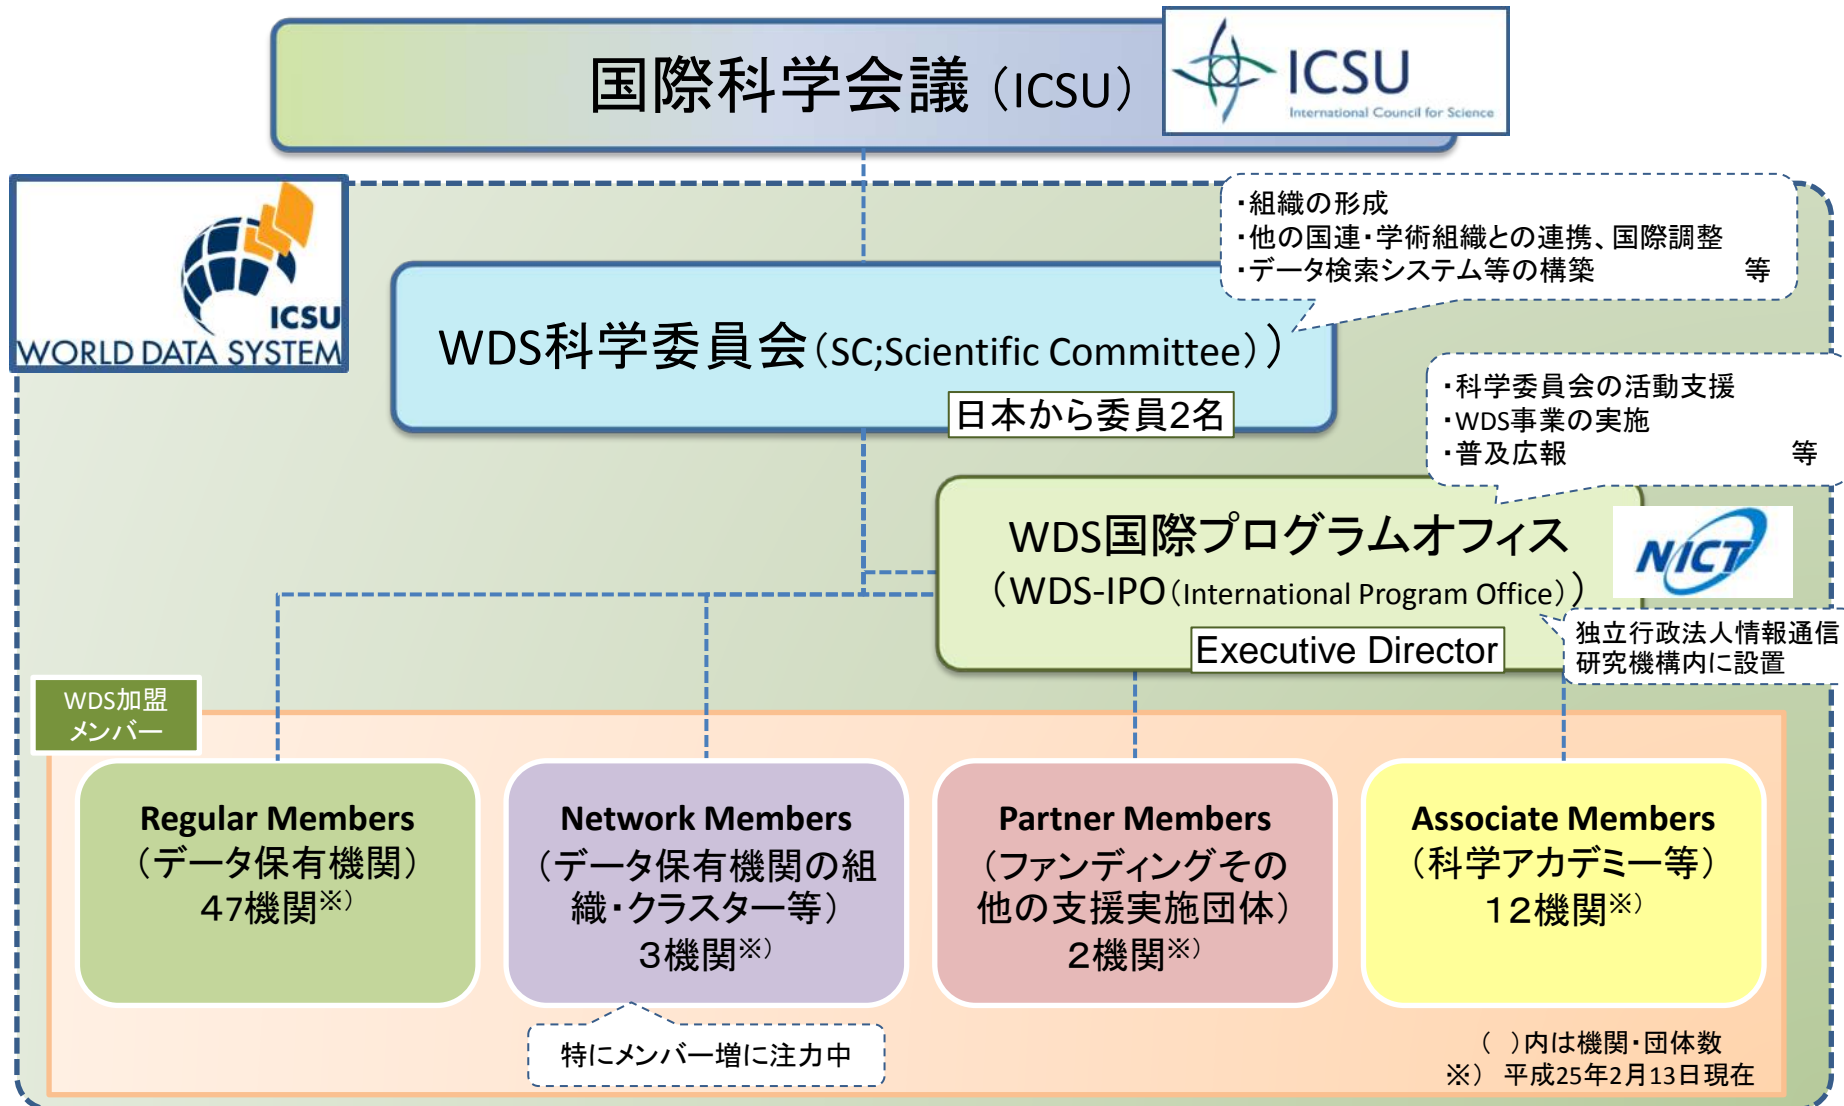 国際科学会議（ICSU）
ICSU
International Council for Science
ICSU
WORLD DATA SYSTEM
・組織の形成
・他の国連・学術組織との連携、国際調整
・データ検索システム等の構築　等
WDS科学委員会（SC;Scientific Committee））
日本から委員2名
・科学委員会の活動支援
・WDS事業の実施
・普及広報　等
WDS国際プログラムオフィス
（WDS-IPO（International Program Office））
Executive Director
NICT
独立行政法人情報通信
研究機構内に設置
WDS加盟
メンバー
Regular Members
（データ保有機関）
４7機関※）
Network Members
（データ保有機関の組
織・クラスター等）
３機関※）
Partner Members
（ファンディングその
他の支援実施団体）
２機関※）
Associate Members
（科学アカデミー等）
１２機関※）
特にメンバー増に注力中
（　）内は機関・団体数
※） 平成25年2月13日現在